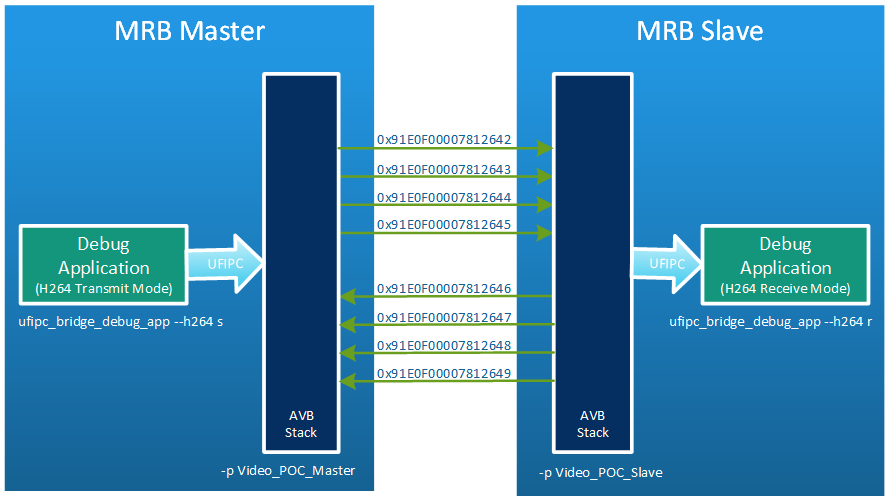 MRB Master
MRB Slave
0x91E0F00007812642
0x91E0F00007812643
0x91E0F00007812644
0x91E0F00007812645
Debug
Application
(H264 Transmit Mode)
UFIPC
UFIPC
Debug
Application
(H264 Receive Mode)
0x91E0F00007812646
0x91E0F00007812647
0x91E0F00007812648
0x91E0F00007812649
ufipc_bridge_debug_app --h264 s
ufipc_bridge_debug_app --h264 r
AVB
Stack
AVB
Stack
-p Video_POC_Master
-p Video_POC_Slave